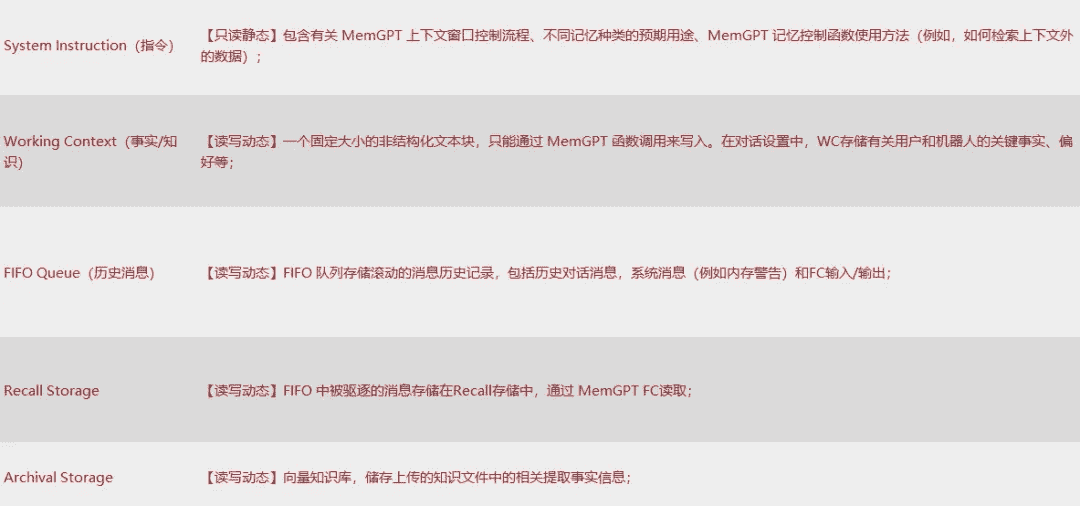 System Instruction（指令）
【只读静态】包含有关 MemGPT 上下文窗口控制流程、不同记忆种类的预期用途、MemGPT 记忆控制函数使用方法（例如，如何检索上下文外
的数据）；
Working Context（事实/知
识）
【读写动态】一个固定大小的非结构化文本块，只能通过 MemGPT 函数调用来写入。在对话设置中，WC存储有关用户和机器人的关键事实、偏
好等；
FIFO Queue（历史消息）
【读写动态】FIFO 队列存储滚动的消息历史记录，包括历史对话消息，系统消息（例如内存警告）和FC输入/输出；
Recall Storage
【读写动态】FIFO 中被驱逐的消息存储在Recall存储中，通过 MemGPT FC读取；
Archival Storage
【读写动态】向量知识库，储存上传的知识文件中的相关提取事实信息；